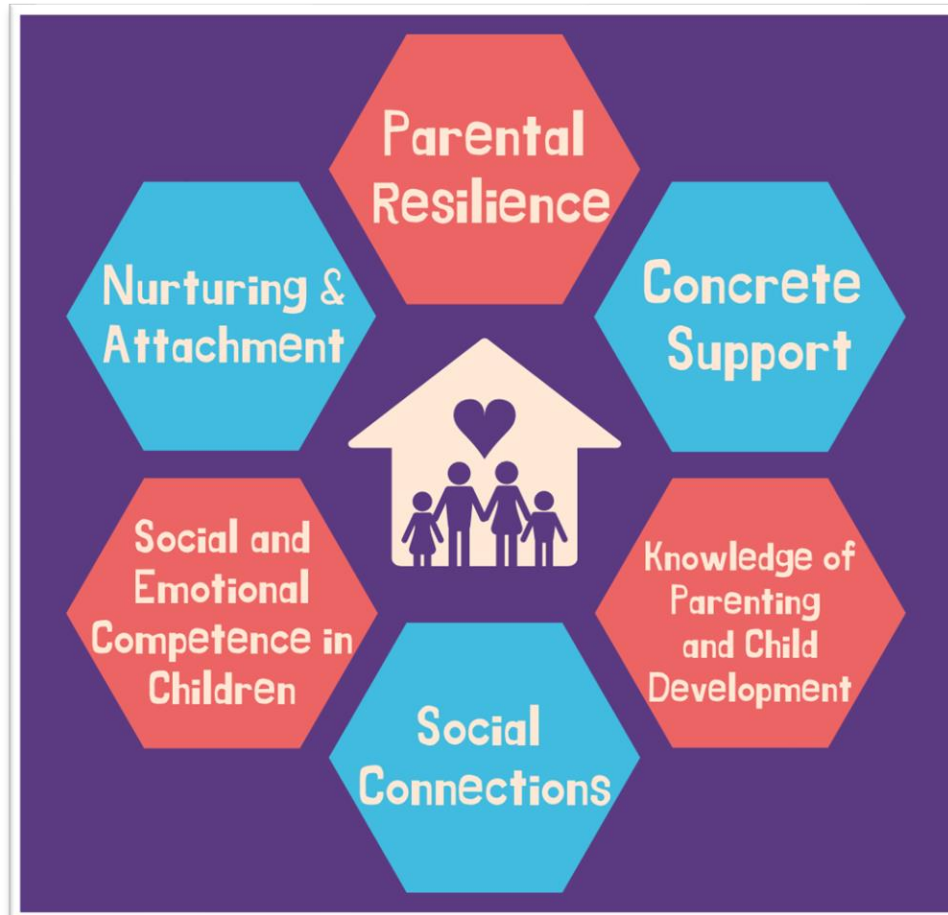 Parental
Resilience
Nurturing &
Attachment
Concrete
Support
Social and
Emotional
Competence in
Children
Knowledge of
Parenting
and Child
Development
Social
Connections